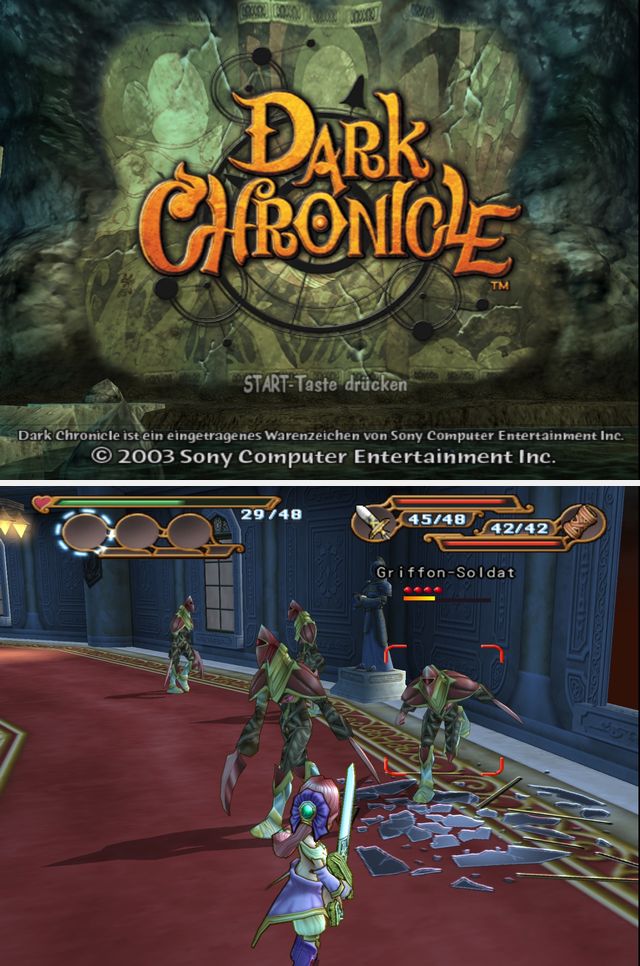 DARK
CHRONICLE
TM
START-Taste drücken
Dark Chronicle ist ein eingetragenes Warenzeichen von Sony Computer Entertainment Inc.
© 2003 Sony Computer Entertainment Inc.
29/48
45/48
42/42
Griffon-Soldat